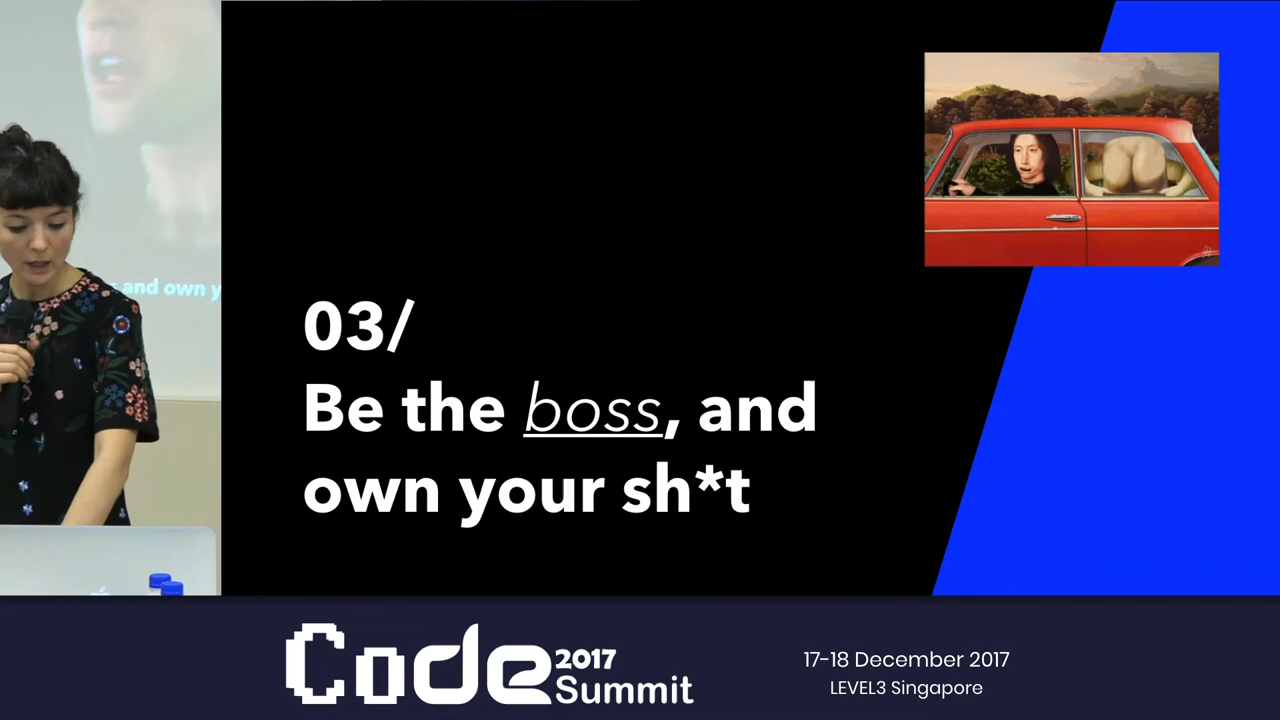 and own y
03/
Be the boss, and
own your sh*t
Code 2017
Summit
17-18 December 2017
LEVEL3 Singapore